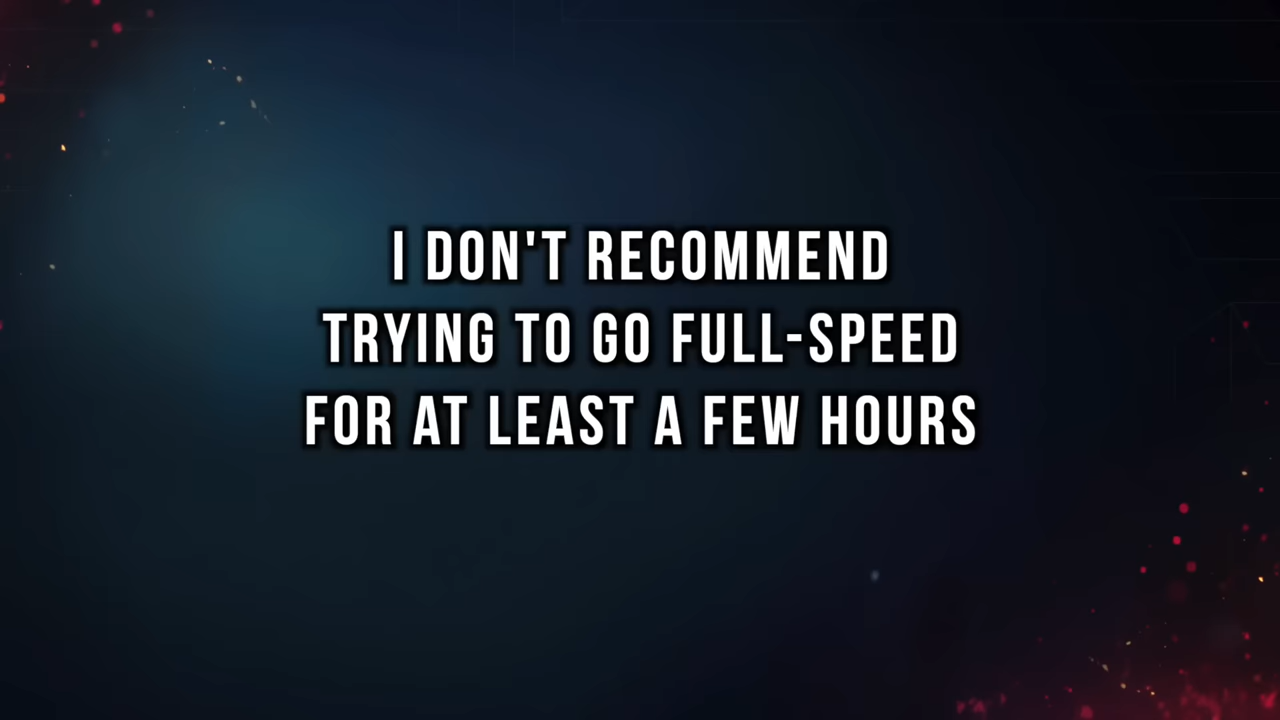 I DON'T RECOMMEND
TRYING TO GO FULL-SPEED
FOR AT LEAST A FEW HOURS